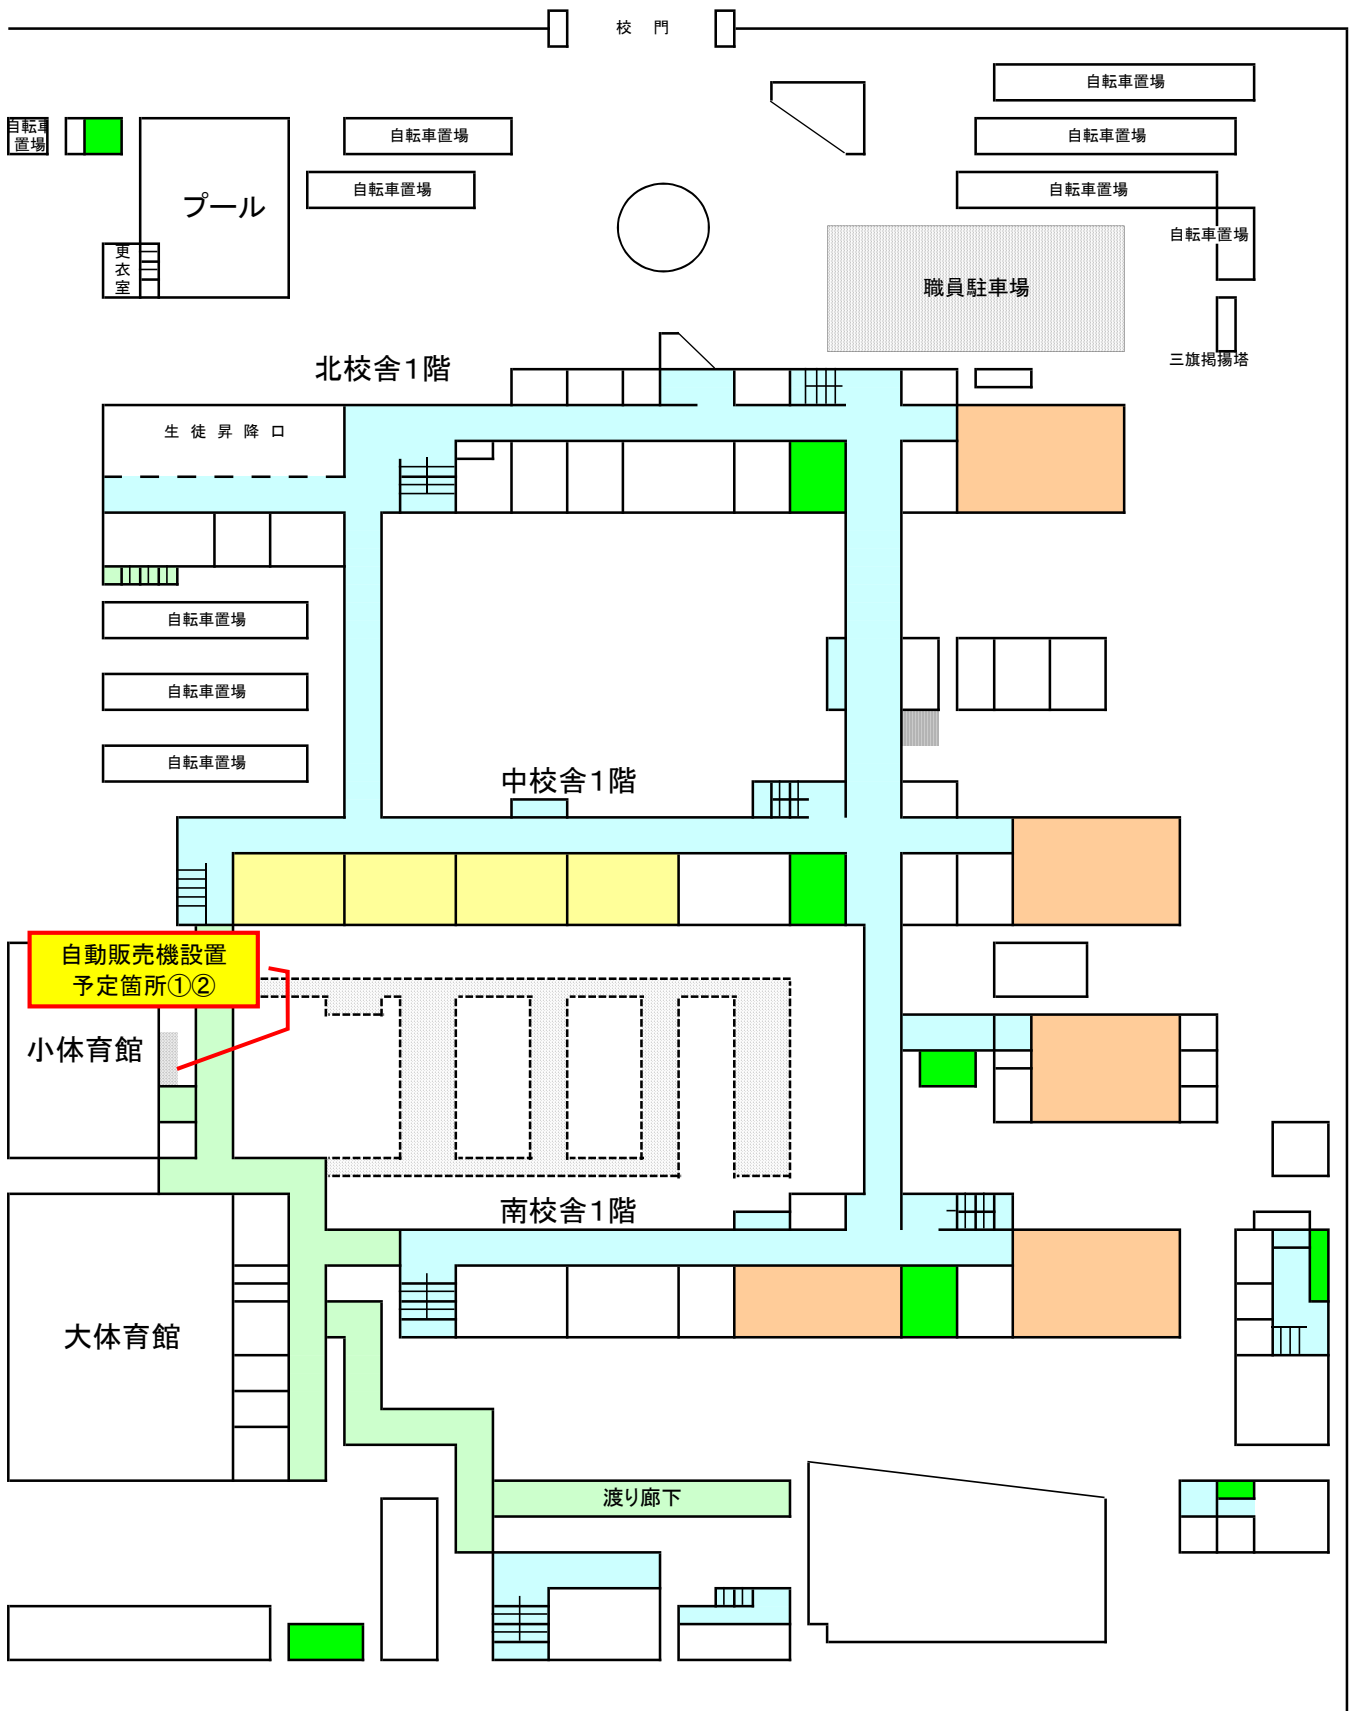 校　門
自転車置場
自転車
置場
自転車置場
自転車置場
自転車置場
自転車置場
プール
自転車置場
更
衣
室
職員駐車場
三旗掲揚塔
北校舎１階
生 徒 昇 降 口
自転車置場
自転車置場
自転車置場
中校舎１階
自動販売機設置
予定箇所①②
小体育館
南校舎１階
大体育館
渡り廊下